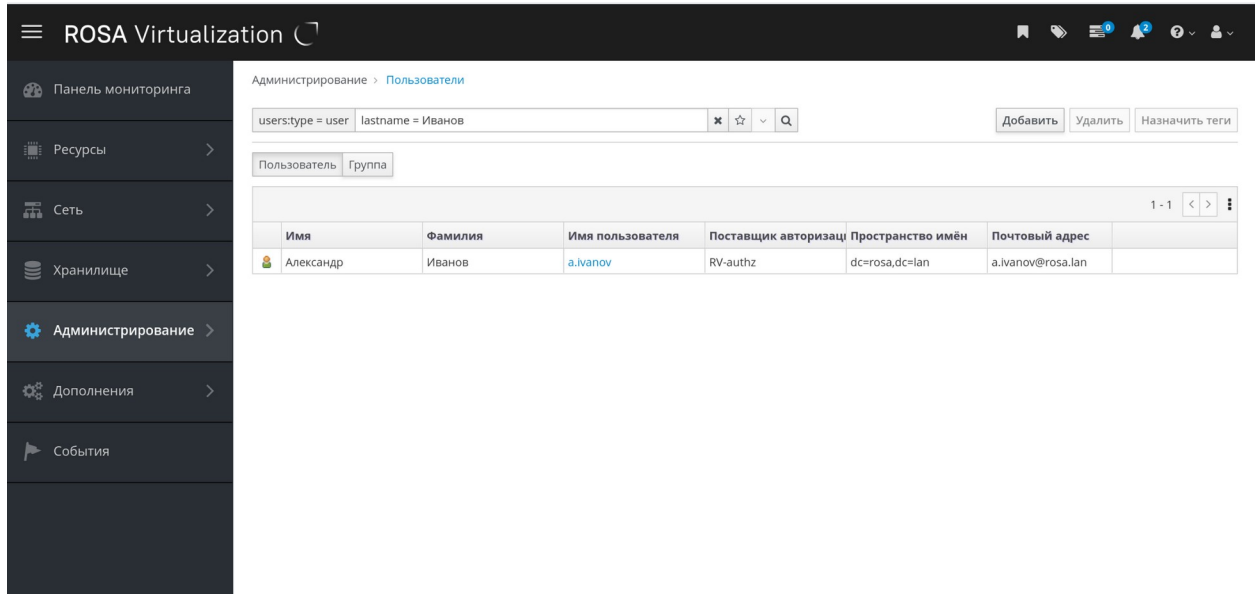 ROSA Virtualization
0
2
Панель мониторинга
Ресурсы
Сеть
Хранилище
Администрирование
Дополнения
События
Администрирование > Пользователи
users:type = user lastname = Иванов
Добавить Удалить Назначить теги
Пользователь Группа
1 - 1
Имя Фамилия Имя пользователя Поставщик авторизаци Пространство имён Почтовый адрес
Александр Иванов a.ivanov RV-authz dc=rosa,dc=lan a.ivanov@rosa.lan